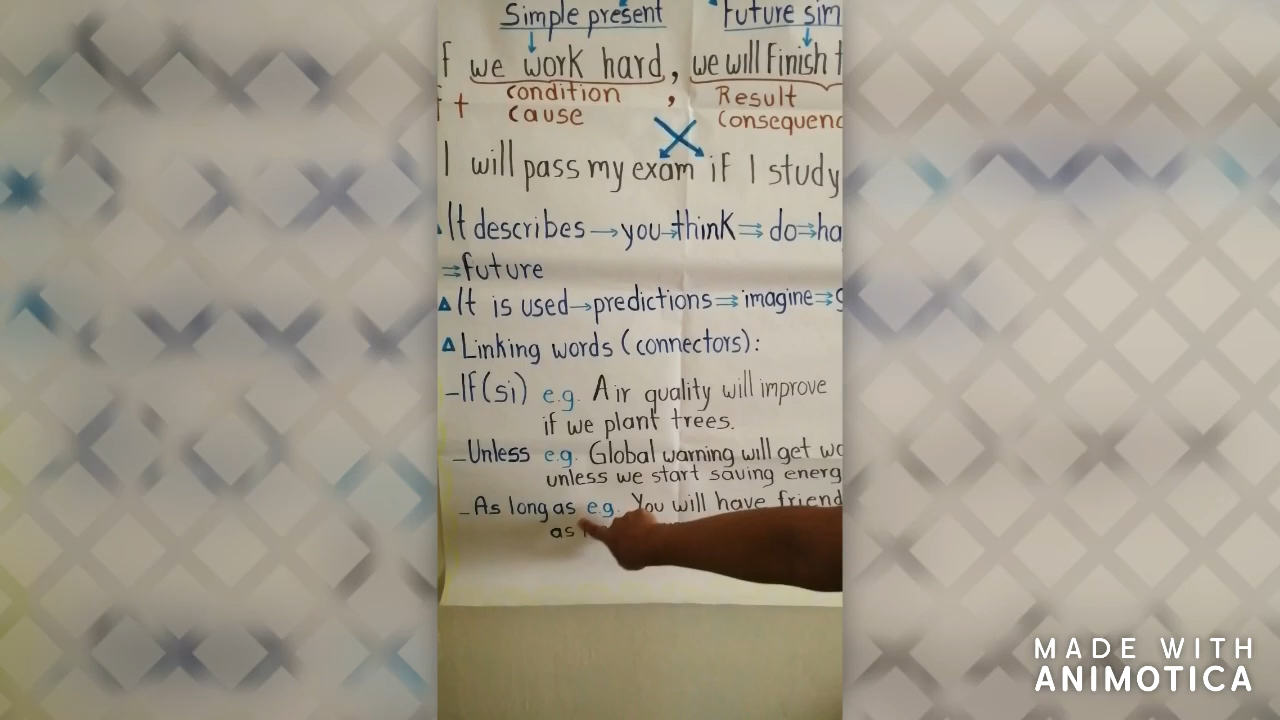 Simple present Future sim
f we work hard, we will Finish t
condition , Result
f + cause Consequenc
I will pass my exam iF I study
It describes → you → think ⇒ do ⇒ ha
⇒ future
It is used → predictions ⇒ imagine ⇒
Linking words (connectors):
-IF (si) e.g. Air quality will improve
if we plant trees.
-Unless e.g. Global warning will get wo
unless we start saving energ
-As long as e.g. You will have friend
as
MADE WITH
ANIMOTICA